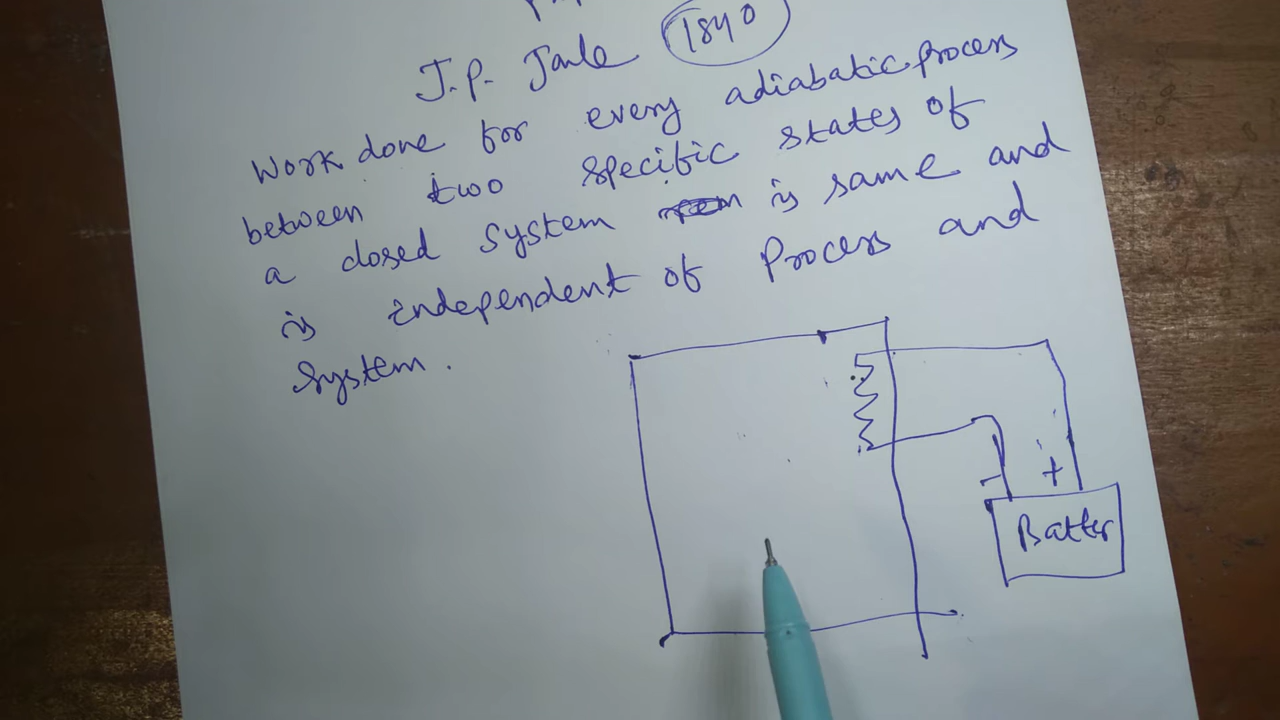 J.P. Joule 1840
Work done for every adiabatic process
between two specific states of
a closed system is same and
is independent of Process and
System.
-
+
Batter